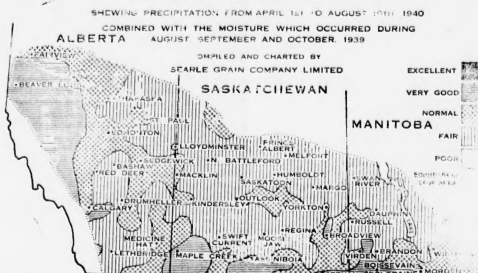 SHEWING PRECIPITATION FROM APRIL 1ST TO AUGUST 1940
COMBINED WITH THE MOISTURE WHICH OCCURRED DURING
ALBERTA AUGUST SEPTEMBER AND OCTOBER. 1939
COMPILED AND CHARTED BY
SEARLE GRAIN COMPANY LIMITED
SASKATCHEWAN
MANITOBA
EXCELLENT
VERY GOOD
NORMAL
FAIR
POOR
FAIRVIEW
BEAVER
ST. PAUL
EDMONTON
LLOYDMINSTER
PRINCE
ALBERT
SEDGEWICK
N. BATTLEFORD
MELFORT
BASHAW
RED DEER
MACKLIN
HUMBOLDT
SASKATOON
MARGO
SWAN
RIVER
CALGARY
DRUMHELLER
KINDERSLEY
OUTLOOK
YORKTON
DAUPHIN
RUSSELL
MEDICINE
HAT
SWIFT
CURRENT
MOOSE
JAW
REGINA
BROADVIEW
LETHBRIDGE
MAPLE CREEK
VIRDEN
BRANDON
BOISSEVAIN